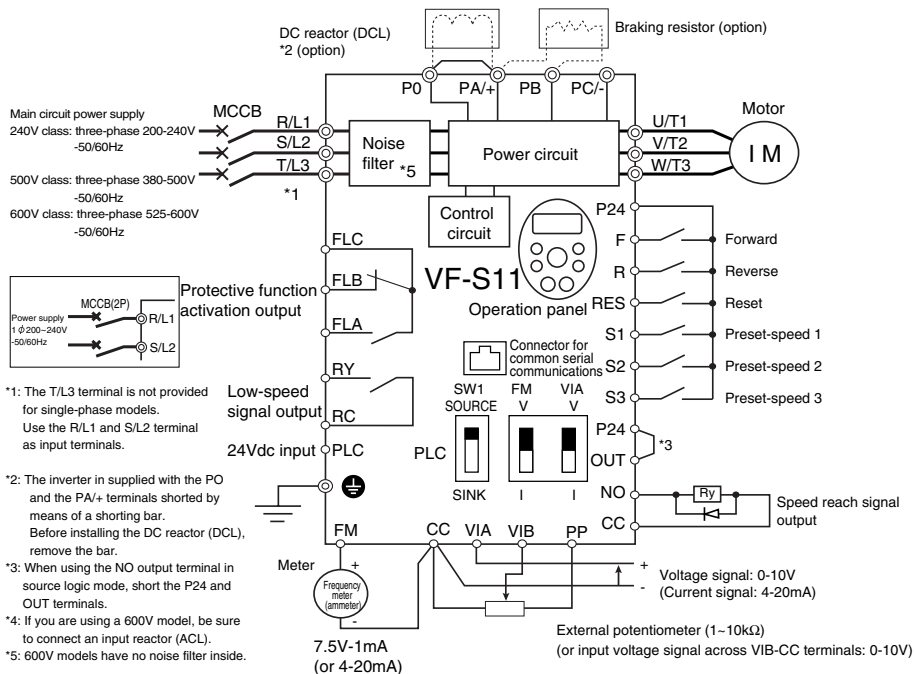 DC reactor (DCL)
*2 (option)
Braking resistor (option)
P0
PA/+
PB
PC/-
Main circuit power supply
240V class: three-phase 200-240V
-50/60Hz
500V class: three-phase 380-500V
-50/60Hz
600V class: three-phase 525-600V
-50/60Hz
MCCB
R/L1
S/L2
T/L3
*1
Noise
filter *5
Power circuit
Control
circuit
U/T1
V/T2
W/T3
Motor
I M
FLC
FLB
FLA
Protective function
activation output
VF-S11
Operation panel
P24
F
Forward
R
Reverse
RES
Reset
S1
Preset-speed 1
S2
Preset-speed 2
S3
Preset-speed 3
MCCB(2P)
Power supply
1ϕ200~240V
-50/60Hz
R/L1
S/L2
RY
RC
Low-speed
signal output
24Vdc input
PLC
Connector for
common serial
communications
SW1
SOURCE
PLC
SINK
FM
V
I
VIA
V
I
P24
OUT
*3
NO
CC
Ry
Speed reach signal
output
FM
CC
VIA
VIB
PP
Meter
+
-
Frequency
meter
(ammeter)
7.5V-1mA
(or 4-20mA)
+
-
Voltage signal: 0-10V
(Current signal: 4-20mA)
External potentiometer (1~10kΩ)
(or input voltage signal across VIB-CC terminals: 0-10V)
*1: The T/L3 terminal is not provided
for single-phase models.
Use the R/L1 and S/L2 terminal
as input terminals.
*2: The inverter in supplied with the PO
and the PA/+ terminals shorted by
means of a shorting bar.
Before installing the DC reactor (DCL),
remove the bar.
*3: When using the NO output terminal in
source logic mode, short the P24 and
OUT terminals.
*4: If you are using a 600V model, be sure
to connect an input reactor (ACL).
*5: 600V models have no noise filter inside.